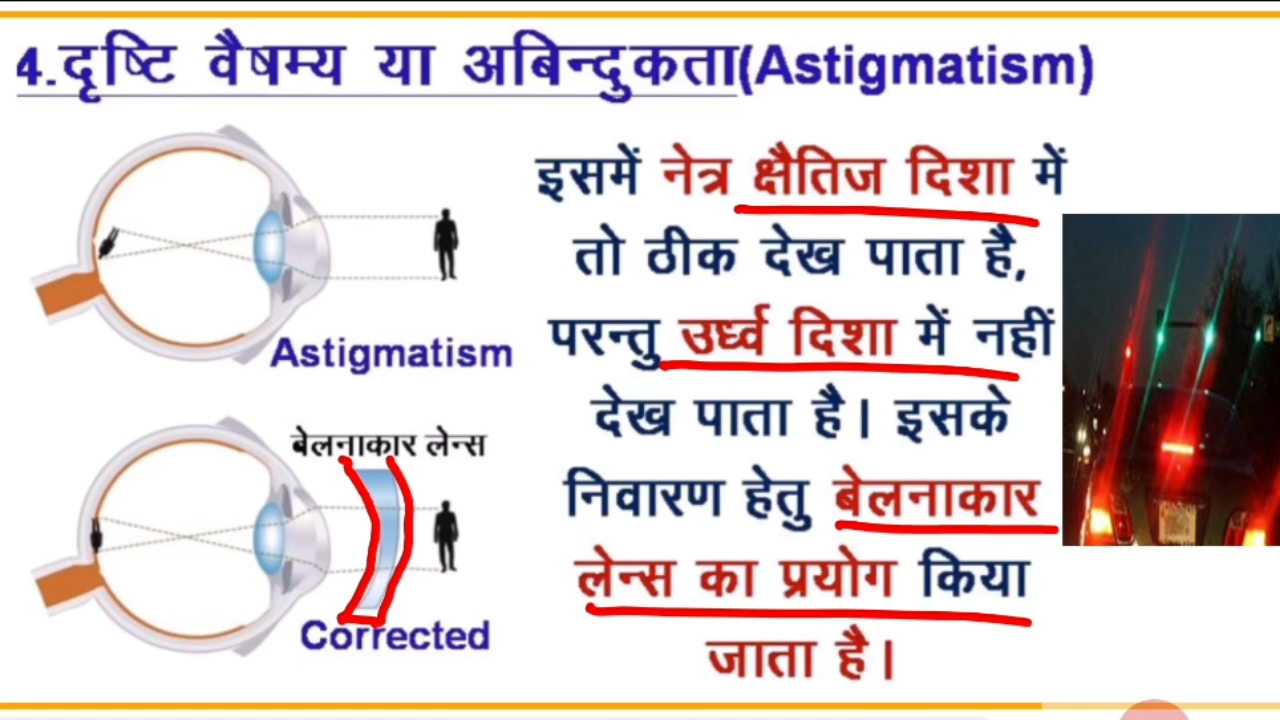 4.दृष्टि वैषम्य या अबिन्दुकता(Astigmatism)
इसमें नेत्र क्षैतिज दिशा में
तो ठीक देख पाता है,
परन्तु उर्ध्व दिशा में नहीं
देख पाता है। इसके
निवारण हेतु बेलनाकार
लेन्स का प्रयोग किया
जाता है।
Astigmatism
बेलनाकार लेन्स
Corrected